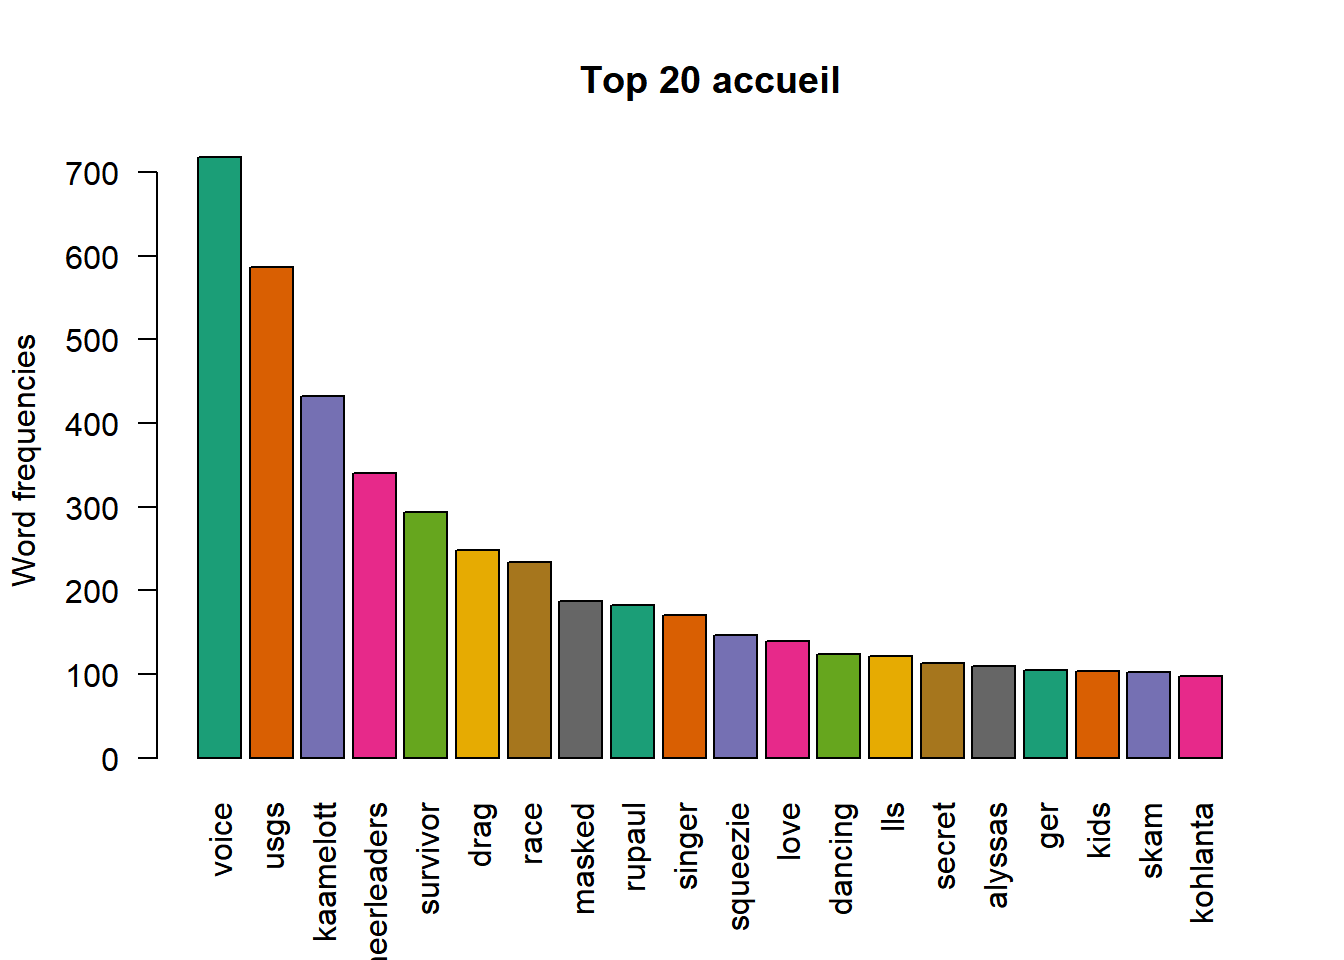 Top 20 accueil
Word frequencies
700
600
500
400
300
200
100
0
voice
usgs
kaamelott
heerleaders
survivor
drag
race
masked
rupaul
singer
squeezie
love
dancing
lls
secret
alyssas
ger
kids
skam
kohlanta